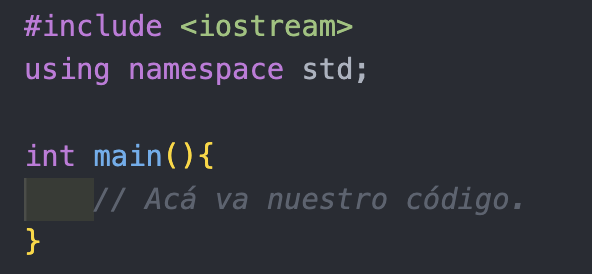 #include <iostream>
using namespace std;
int main(){
// Acá va nuestro código.
}